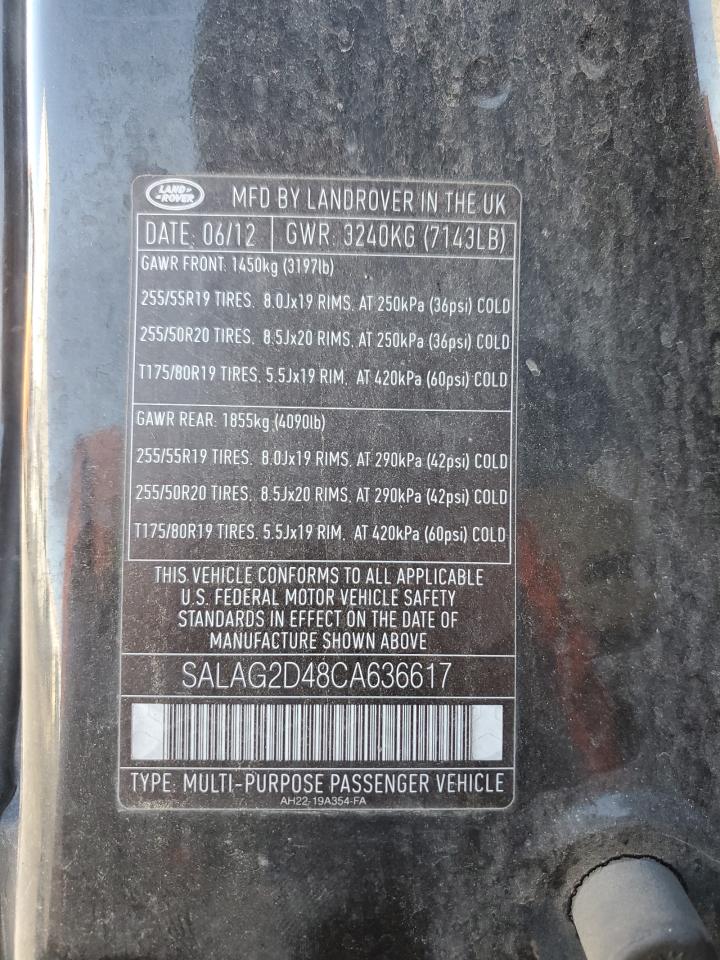 LAND ROVER
MFD BY LANDROVER IN THE UK
DATE: 06/12 GWR: 3240KG (7143LB)
GAWR FRONT: 1450kg (3197lb)
255/55R19 TIRES. 8.0Jx19 RIMS, AT 250kPa (36psi) COLD
255/50R20 TIRES. 8.5Jx20 RIMS, AT 250kPa (36psi) COLD
T175/80R19 TIRES. 5.5Jx19 RIM, AT 420kPa (60psi) COLD
GAWR REAR: 1855kg (4090lb)
255/55R19 TIRES. 8.0Jx19 RIMS, AT 290kPa (42psi) COLD
255/50R20 TIRES. 8.5Jx20 RIMS, AT 290kPa (42psi) COLD
T175/80R19 TIRES. 5.5Jx19 RIM, AT 420kPa (60psi) COLD
THIS VEHICLE CONFORMS TO ALL APPLICABLE
U.S. FEDERAL MOTOR VEHICLE SAFETY
STANDARDS IN EFFECT ON THE DATE OF
MANUFACTURE SHOWN ABOVE
SALAG2D48CA636617
TYPE: MULTI-PURPOSE PASSENGER VEHICLE
AH22-19A354-FA